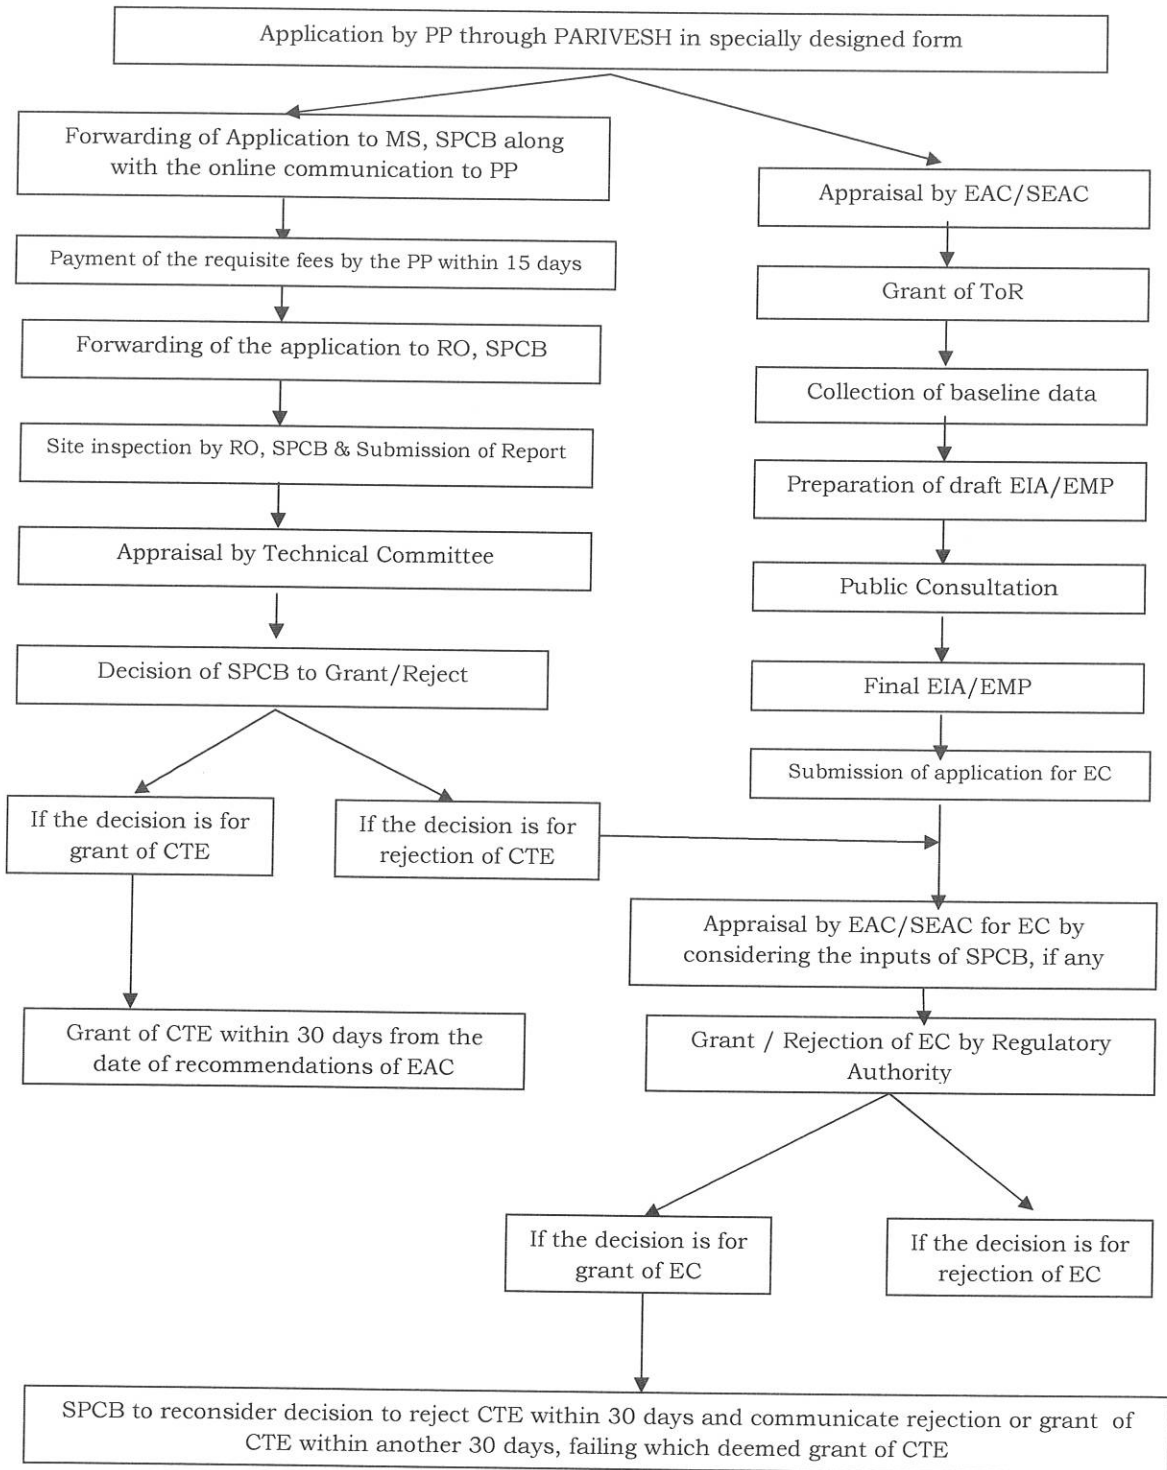 Application by PP through PARIVESH in specially designed form
Forwarding of Application to MS, SPCB along
with the online communication to PP
Payment of the requisite fees by the PP within 15 days
Forwarding of the application to RO, SPCB
Site inspection by RO, SPCB & Submission of Report
Appraisal by Technical Committee
Decision of SPCB to Grant/Reject
If the decision is for
grant of CTE
If the decision is for
rejection of CTE
Grant of CTE within 30 days from the
date of recommendations of EAC
Appraisal by EAC/SEAC
Grant of ToR
Collection of baseline data
Preparation of draft EIA/EMP
Public Consultation
Final EIA/EMP
Submission of application for EC
Appraisal by EAC/SEAC for EC by
considering the inputs of SPCB, if any
Grant / Rejection of EC by Regulatory
Authority
If the decision is for
grant of EC
If the decision is for
rejection of EC
SPCB to reconsider decision to reject CTE within 30 days and communicate rejection or grant of
CTE within another 30 days, failing which deemed grant of CTE